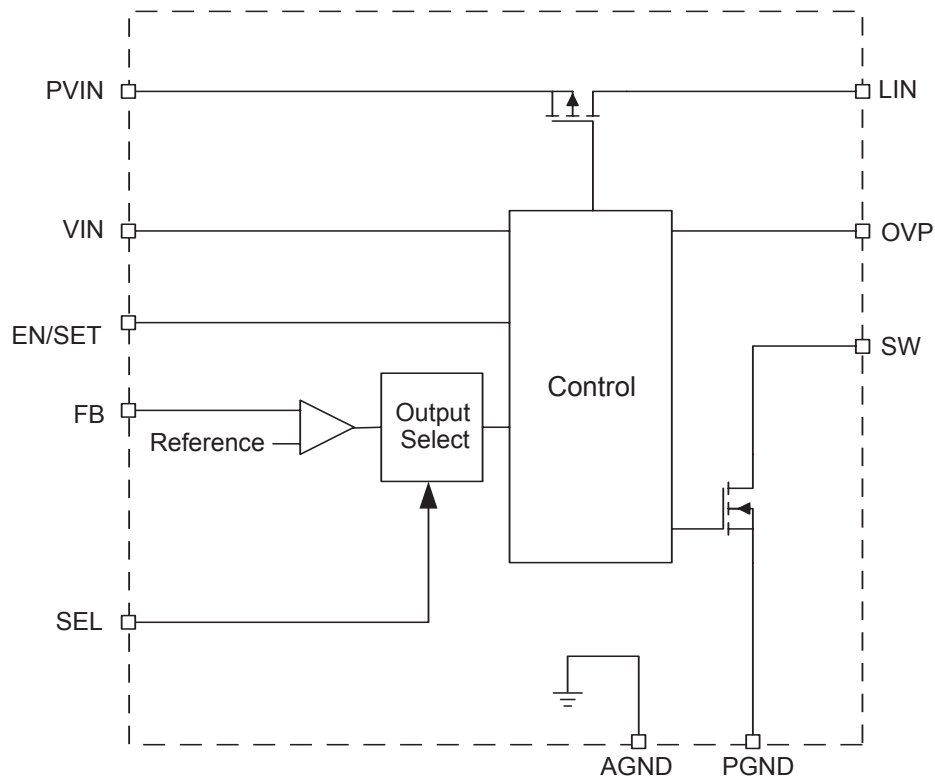 PVIN
LIN
VIN
OVP
EN/SET
SW
Control
FB
Output
Select
Reference
SEL
AGND
PGND